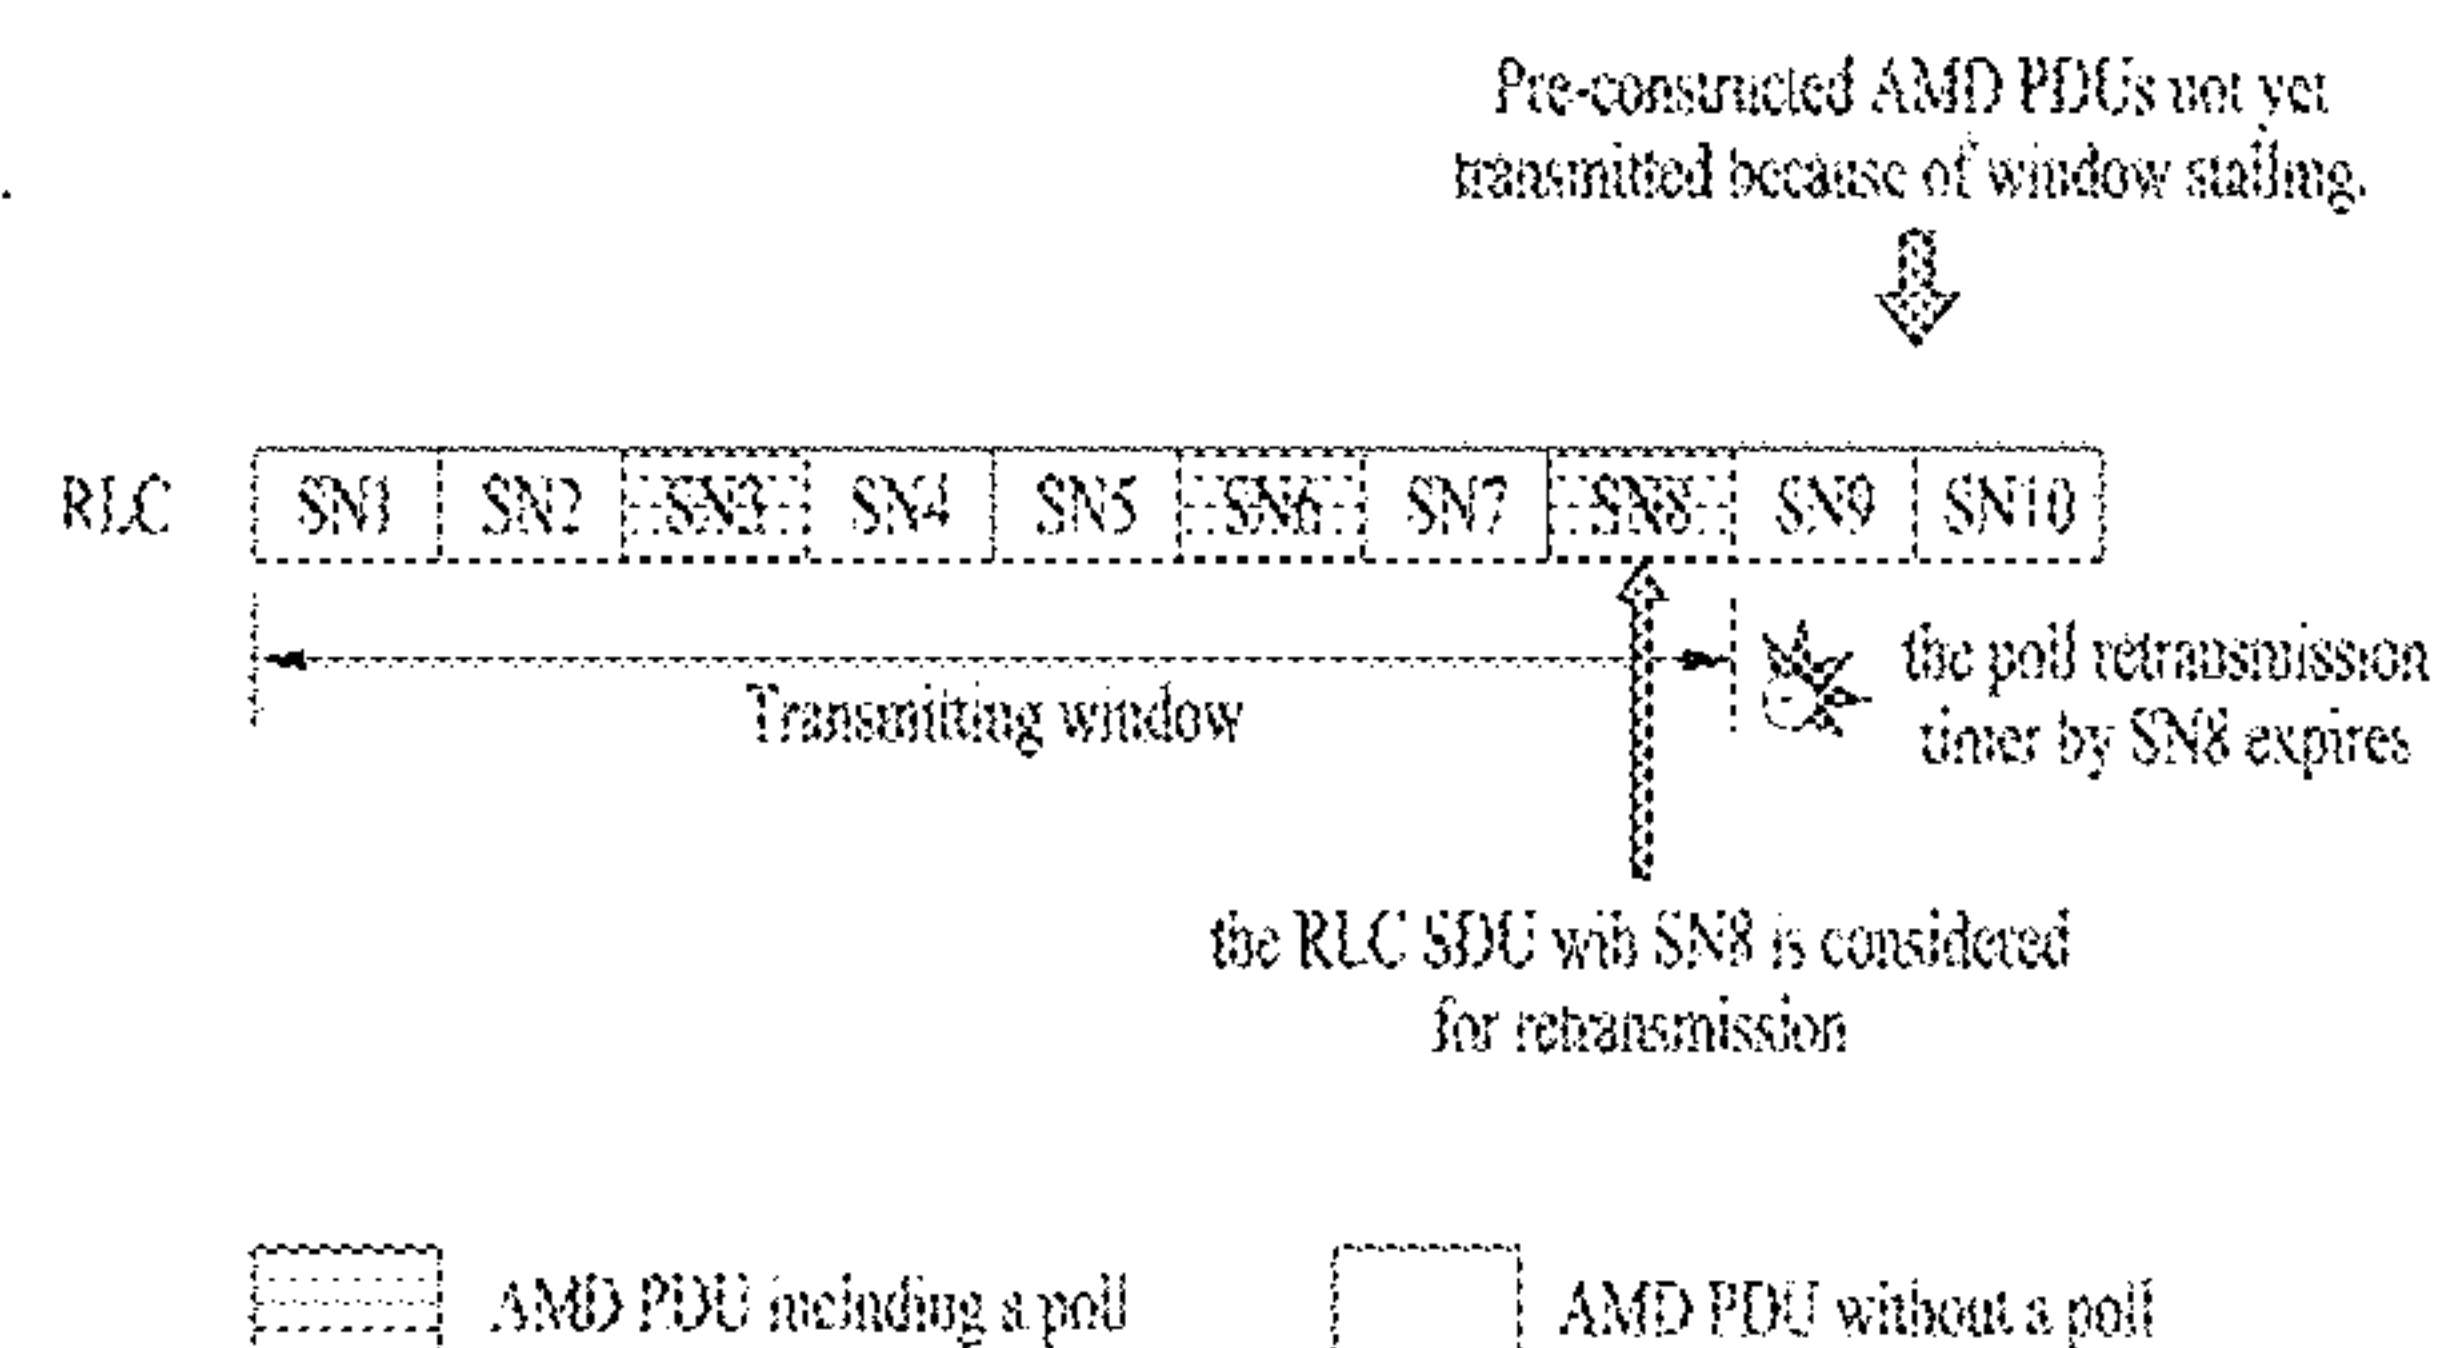 Pre-constructed AMD PDUs not yet
transmitted because of window stalling.
RLC SN1 SN2 SN3 SN4 SN5 SN6 SN7 SN8 SN9 SN10
Transmitting window
the poll retransmission
timer by SN8 expires
the RLC SDU wih SN8 is considered
for retransmission
AMD PDU including a poll
AMD PDU without a poll